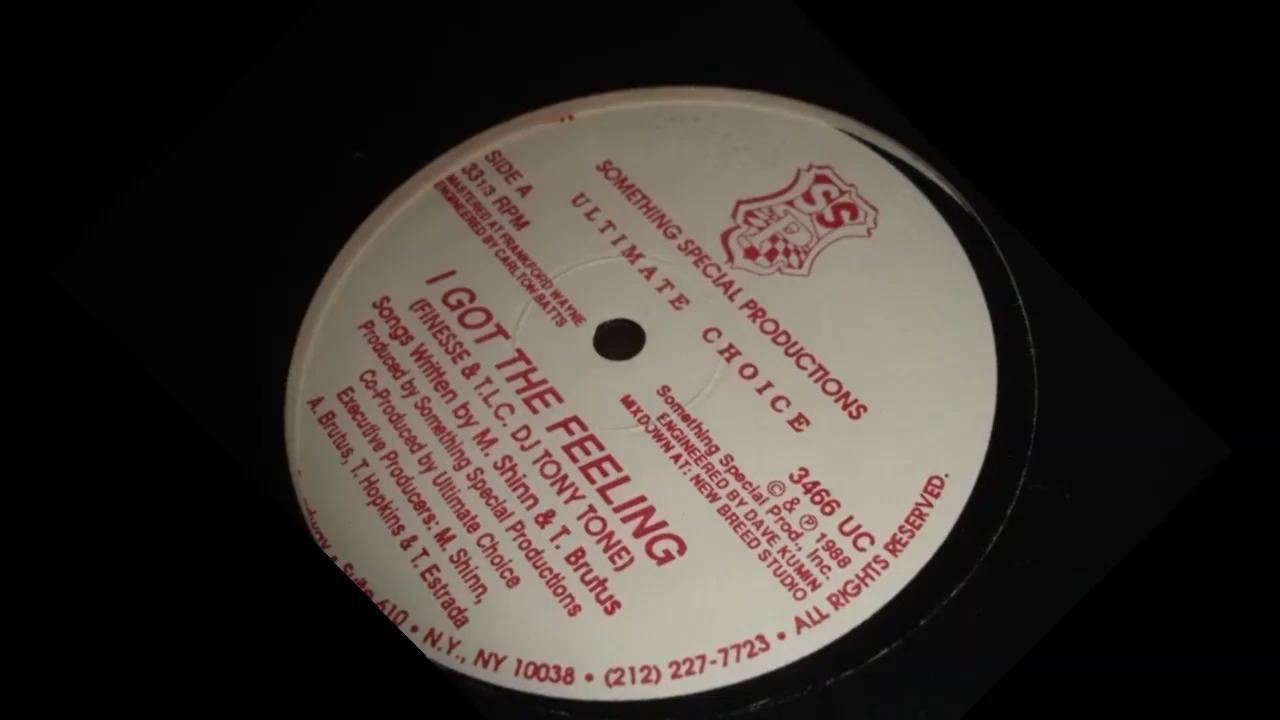 SSP
SOMETHING SPECIAL PRODUCTIONS
ULTIMATE CHOICE
SIDE A
33 1/3 RPM
MASTERED AT FRANKFORD WAYNE
ENGINEERED BY CARLTON BATTS
3466 UC
© & ℗ 1988
Something Special Prod., Inc.
ENGINEERED BY DAVE KUMIN
MIXDOWN AT: NEW BREED STUDIO
I GOT THE FEELING
(FINESSE & T.L.C. DJ TONY TONE!)
Songs Written by M. Shinn & T. Brutus
Produced by Something Special Productions
Co-Produced by Ultimate Choice
Executive Producers: M. Shinn,
A. Brutus, T. Hopkins & T. Estrada
Suite 610 • N.Y., NY 10038 • (212) 227-7723 • ALL RIGHTS RESERVED.